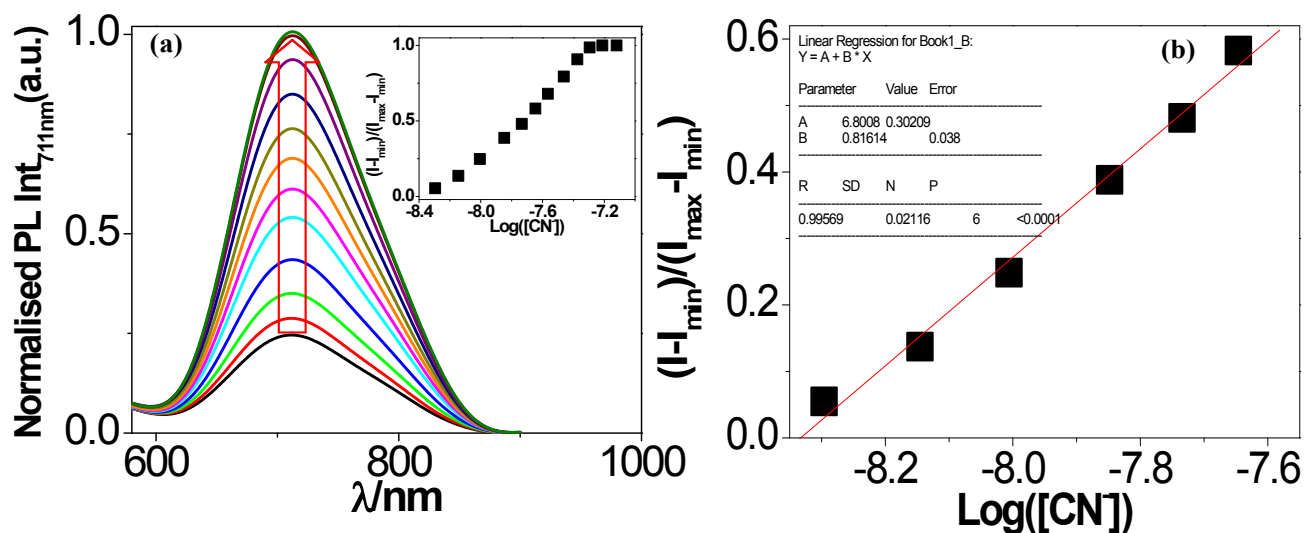 (a)
Normalised PL Int711nm(a.u.)
1.0
0.5
0.0
600 800 1000
λ/nm
(I-Imin)/(Imax-Imin)
1.0
0.5
0.0
-8.4 -8.0 -7.6 -7.2
Log([CN-])
(b)
Linear Regression for Book1_B:
Y = A + B * X
Parameter Value Error
A 6.8008 0.30209
B 0.81614 0.038
R SD N P
0.99569 0.02116 6 <0.0001
(I-Imin)/(Imax-Imin)
0.6
0.4
0.2
0.0
-8.2 -8.0 -7.8 -7.6
Log([CN-])